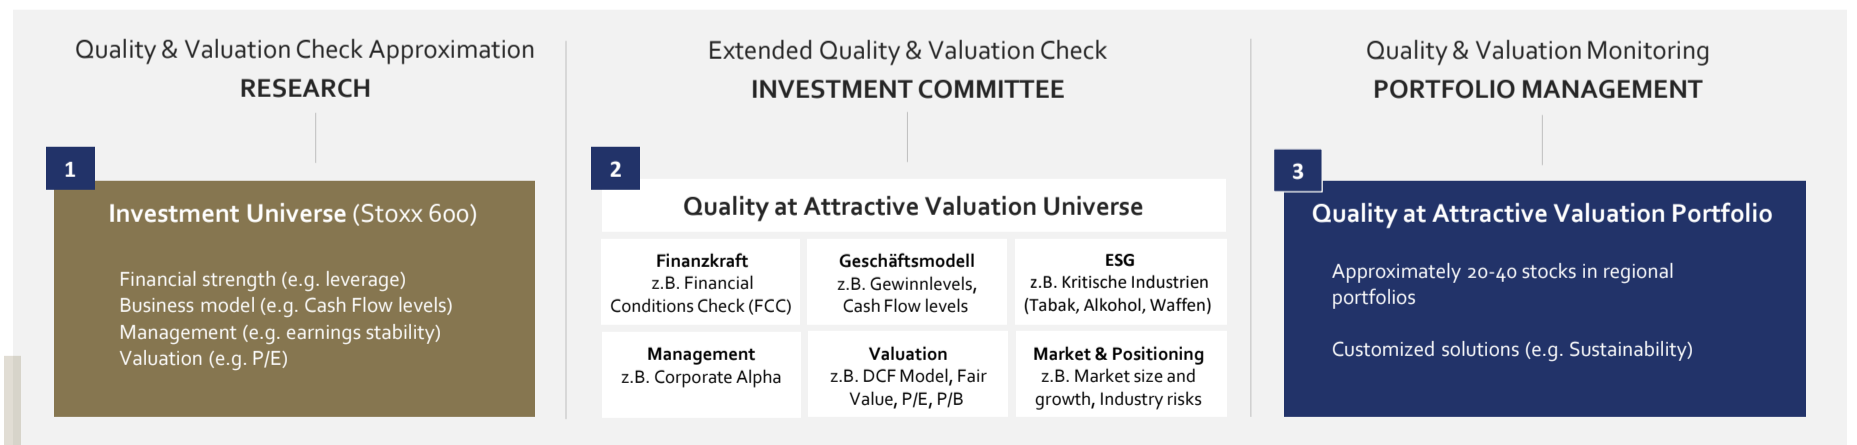 Quality & Valuation Check Approximation
RESEARCH
1
Investment Universe (Stoxx 600)
Financial strength (e.g. leverage)
Business model (e.g. Cash Flow levels)
Management (e.g. earnings stability)
Valuation (e.g. P/E)
Extended Quality & Valuation Check
INVESTMENT COMMITTEE
2
Quality at Attractive Valuation Universe
Finanzkraft
z.B. Financial
Conditions Check (FCC)
Geschäftsmodell
z.B. Gewinnlevels,
Cash Flow levels
ESG
z.B. Kritische Industrien
(Tabak, Alkohol, Waffen)
Management
z.B. Corporate Alpha
Valuation
z.B. DCF Model, Fair
Value, P/E, P/B
Market & Positioning
z.B. Market size and
growth, Industry risks
Quality & Valuation Monitoring
PORTFOLIO MANAGEMENT
3
Quality at Attractive Valuation Portfolio
Approximately 20-40 stocks in regional
portfolios
Customized solutions (e.g. Sustainability)